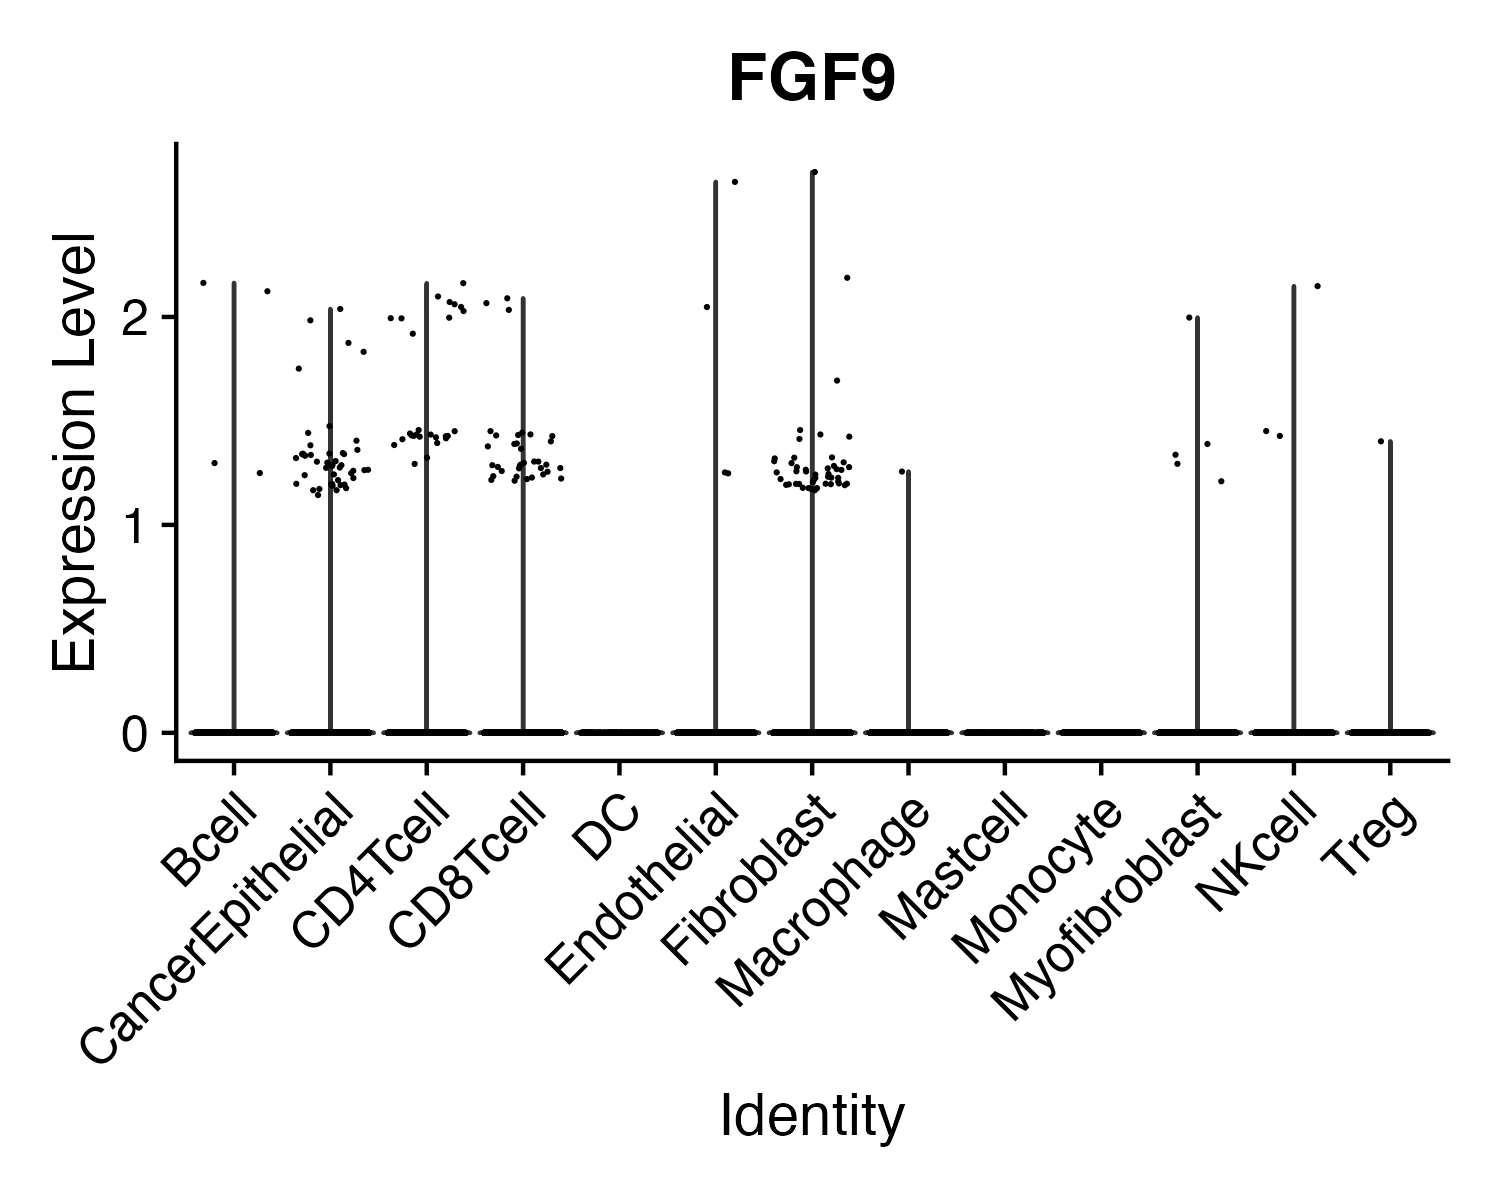 FGF9
Expression Level
2
1
0
Bcell
CancerEpithelial
CD4Tcell
CD8Tcell
DC
Endothelial
Fibroblast
Macrophage
Mastcell
Monocyte
Myofibroblast
NKcell
Treg
Identity